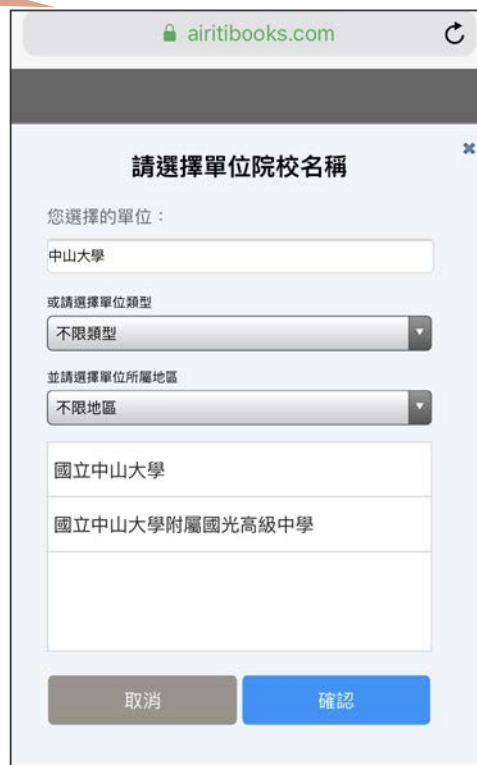 airitibooks.com
請選擇單位院校名稱
您選擇的單位：
中山大學
或請選擇單位類型
不限類型
並請選擇單位所屬地區
不限地區
國立中山大學
國立中山大學附屬國光高級中學
取消
確認